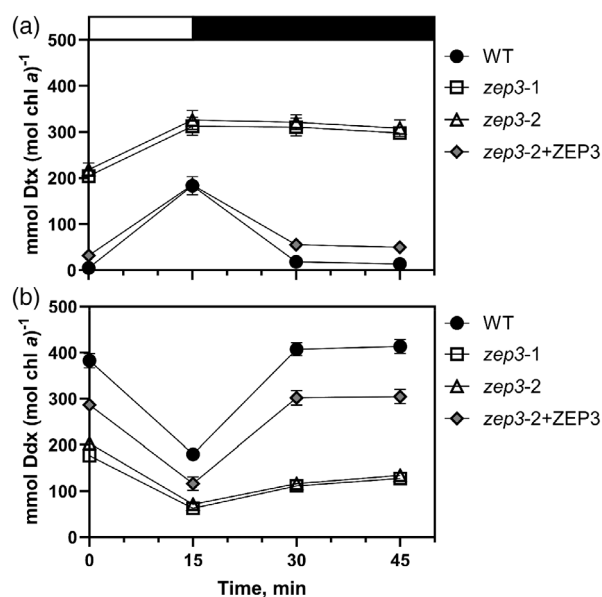 (a)
500
400
300
200
100
0
mmol Dtx (mol chl a)⁻¹
WT
zep3-1
zep3-2
zep3-2+ZEP3
(b)
500
400
300
200
100
0
mmol Ddx (mol chl a)⁻¹
WT
zep3-1
zep3-2
zep3-2+ZEP3
0 15 30 45
Time, min